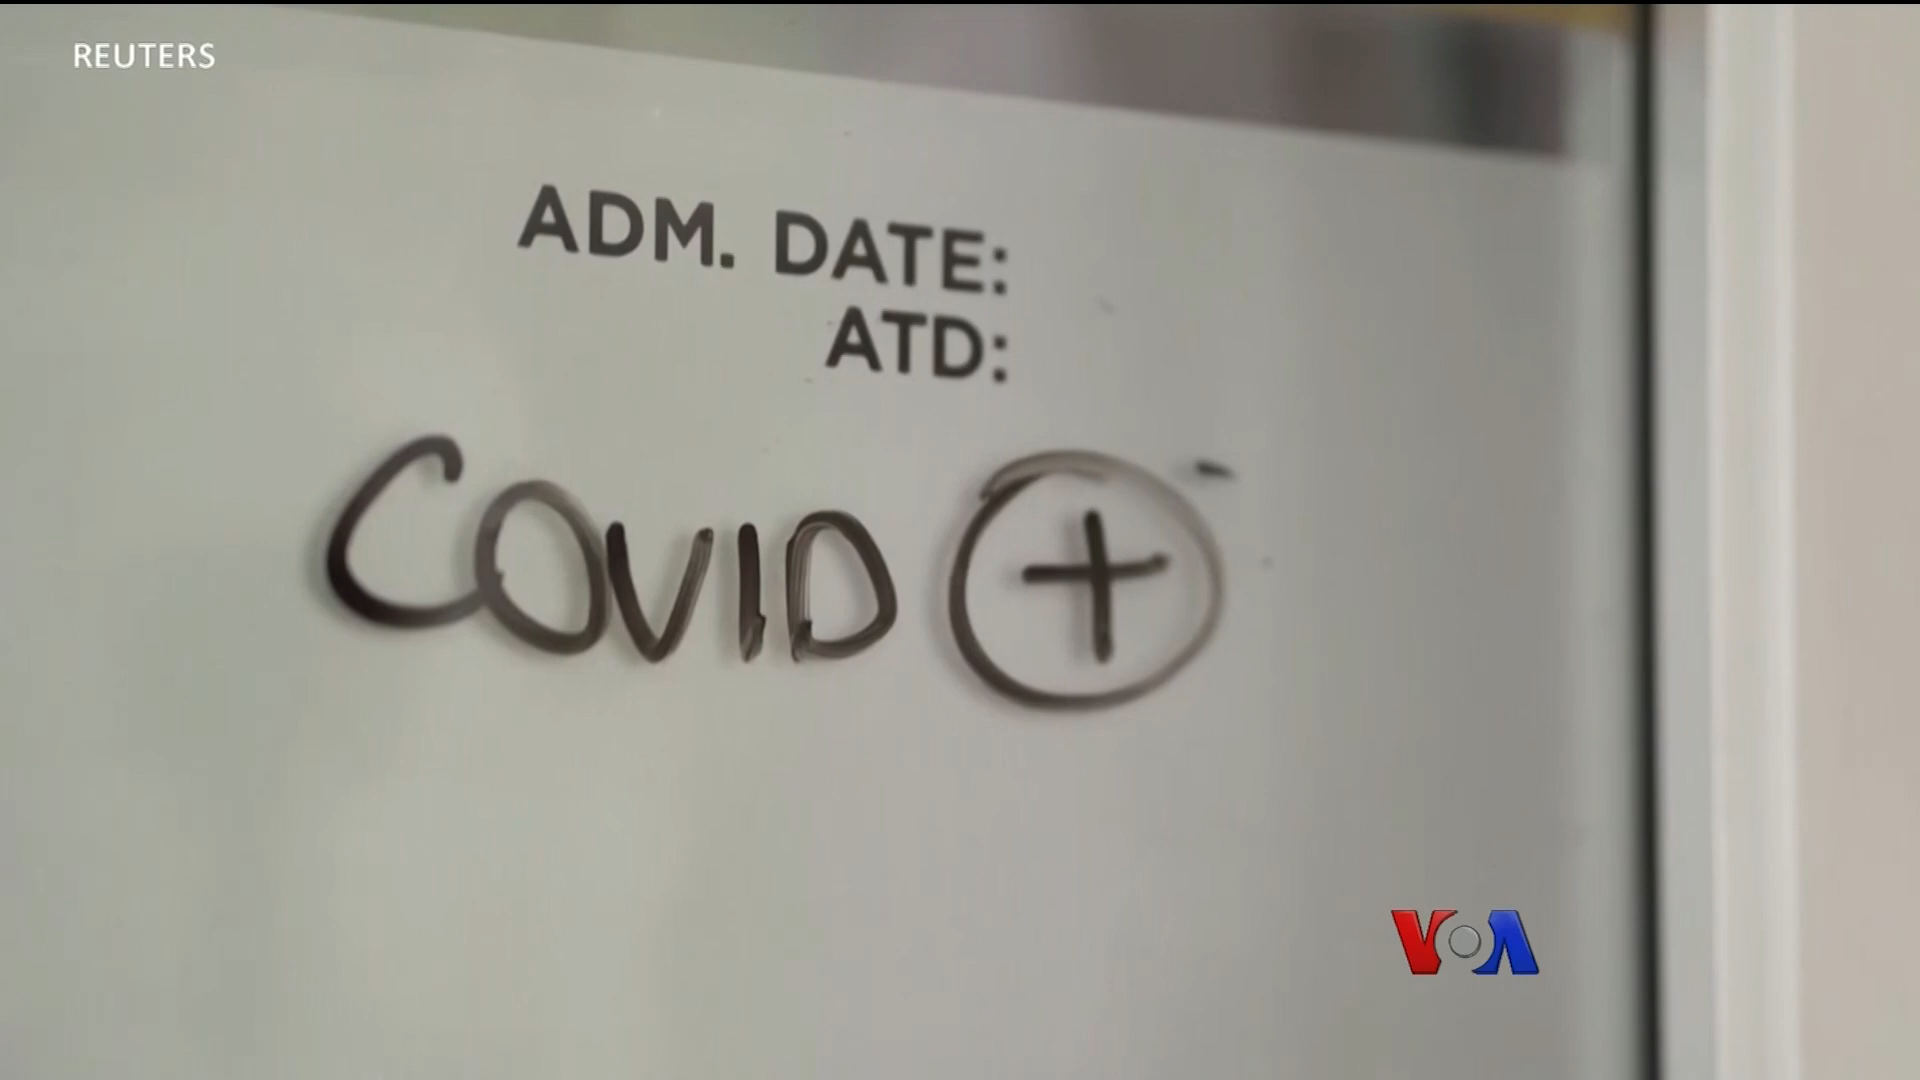 REUTERS
ADM. DATE:
ATD:
COVID +
VOA